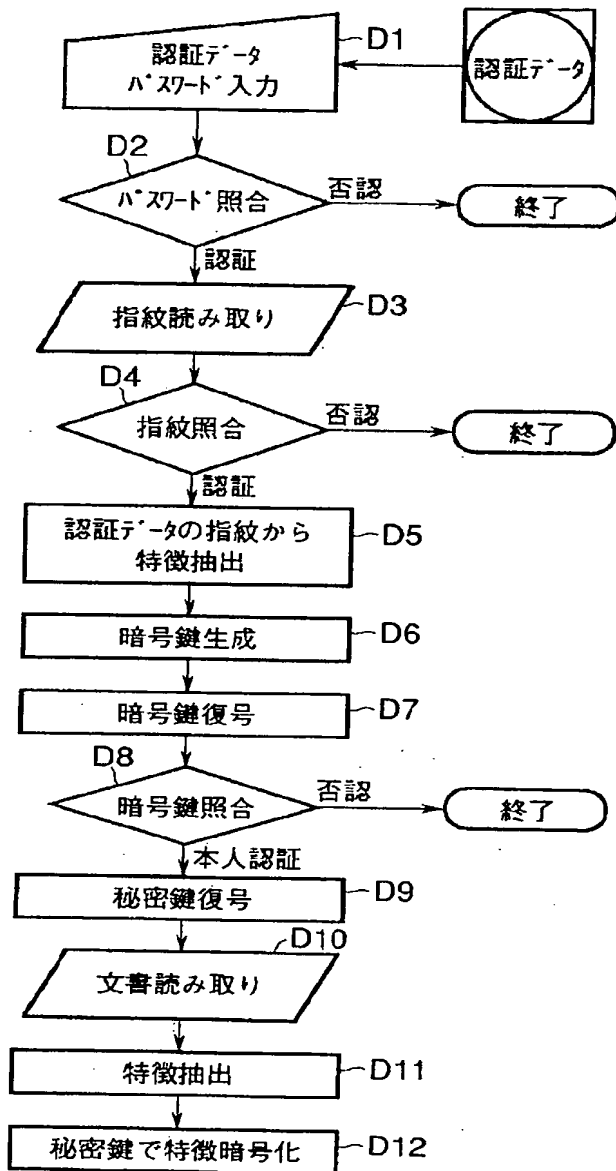 認証データ
パスワード入力
D1
認証データ
D2
パスワード照合
否認
終了
認証
指紋読み取り
D3
D4
指紋照合
否認
終了
認証
認証データの指紋から
特徴抽出
D5
暗号鍵生成
D6
暗号鍵復号
D7
D8
暗号鍵照合
否認
終了
本人認証
秘密鍵復号
D9
D10
文書読み取り
特徴抽出
D11
秘密鍵で特徴暗号化
D12